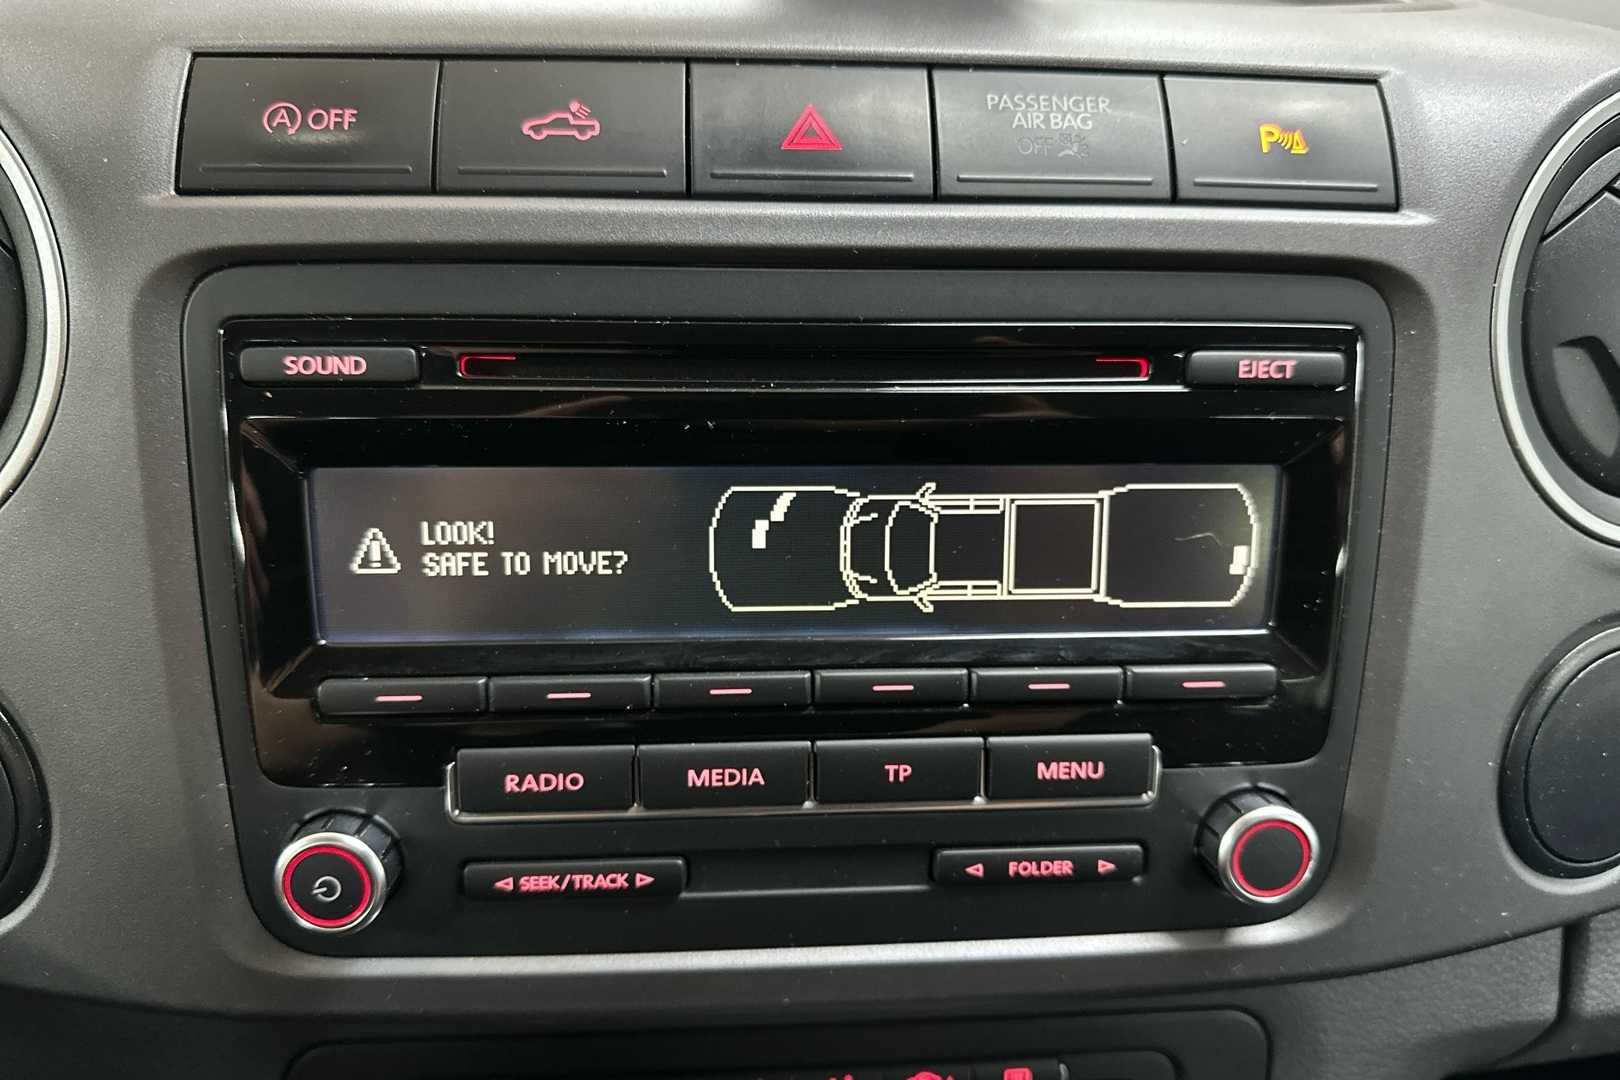 A OFF
PASSENGER
AIR BAG
OFF
P
SOUND
EJECT
LOOK!
SAFE TO MOVE?
RADIO
MEDIA
TP
MENU
SEEK/TRACK
FOLDER